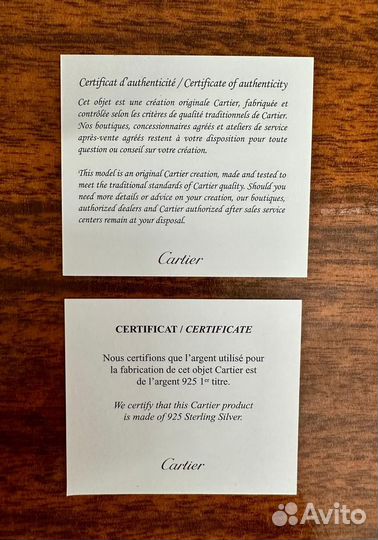 Certificat d'authenticité / Certificate of authenticity
Cet objet est une création originale Cartier, fabriquée et
contrôlée selon les critères de qualité traditionnels de Cartier.
Nos boutiques, concessionnaires agréés et ateliers de service
après-vente agréés restent à votre disposition pour toute
question ou conseil sur votre création.
This model is an original Cartier creation, made and tested to
meet the traditional standards of Cartier quality. Should you
need more details or advice on your creation, our boutiques,
authorized dealers and Cartier authorized after sales service
centers remain at your disposal.
Cartier
CERTIFICAT / CERTIFICATE
Nous certifions que l'argent utilisé pour
la fabrication de cet objet Cartier est
de l'argent 925 1er titre.
We certify that this Cartier product
is made of 925 Sterling Silver.
Cartier
Avito